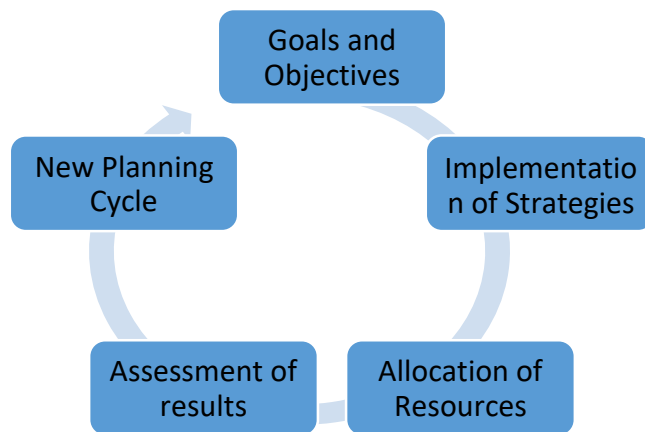 Goals and
Objectives
Implementatio
n of Strategies
Allocation of
Resources
Assessment of
results
New Planning
Cycle